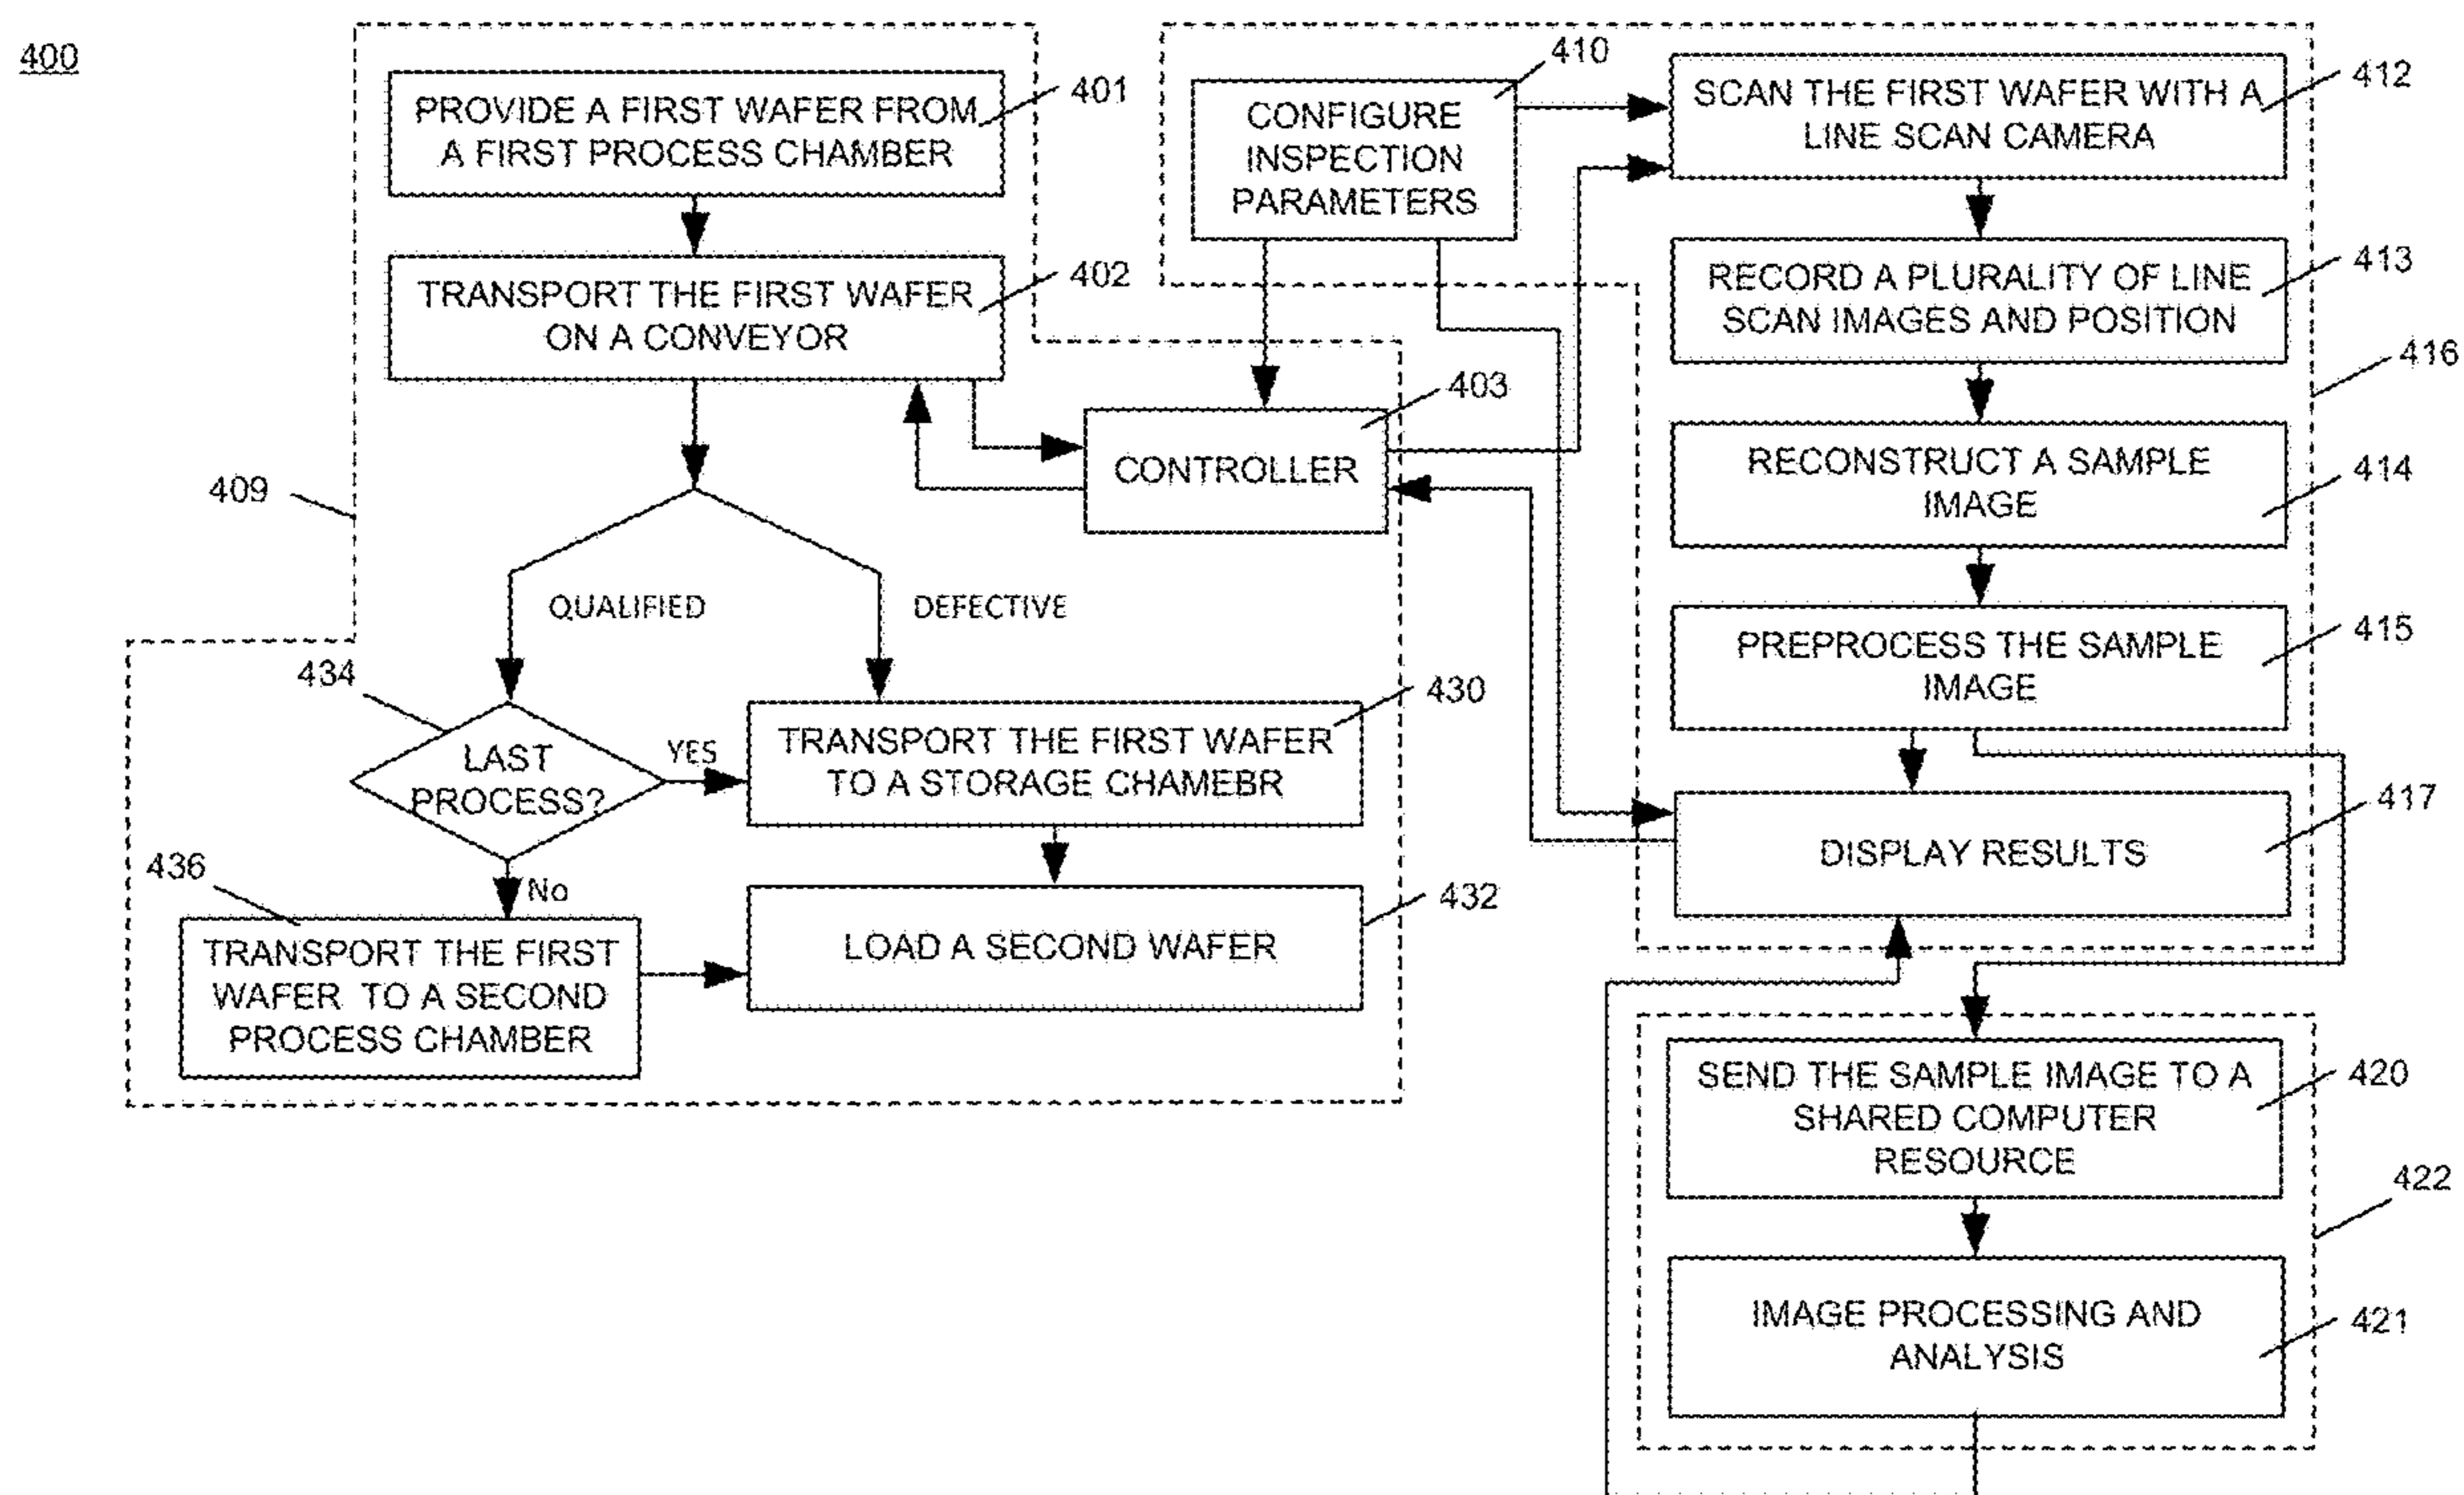 400
PROVIDE A FIRST WAFER FROM
A FIRST PROCESS CHAMBER
401
TRANSPORT THE FIRST WAFER
ON A CONVEYOR
402
CONTROLLER
403
409
QUALIFIED
DEFECTIVE
434
LAST
PROCESS?
YES
No
TRANSPORT THE FIRST WAFER
TO A STORAGE CHAMEBR
430
436
TRANSPORT THE FIRST
WAFER TO A SECOND
PROCESS CHAMBER
LOAD A SECOND WAFER
432
CONFIGURE
INSPECTION
PARAMETERS
410
SCAN THE FIRST WAFER WITH A
LINE SCAN CAMERA
412
RECORD A PLURALITY OF LINE
SCAN IMAGES AND POSITION
413
416
RECONSTRUCT A SAMPLE
IMAGE
414
PREPROCESS THE SAMPLE
IMAGE
415
DISPLAY RESULTS
417
SEND THE SAMPLE IMAGE TO A
SHARED COMPUTER
RESOURCE
420
422
IMAGE PROCESSING AND
ANALYSIS
421